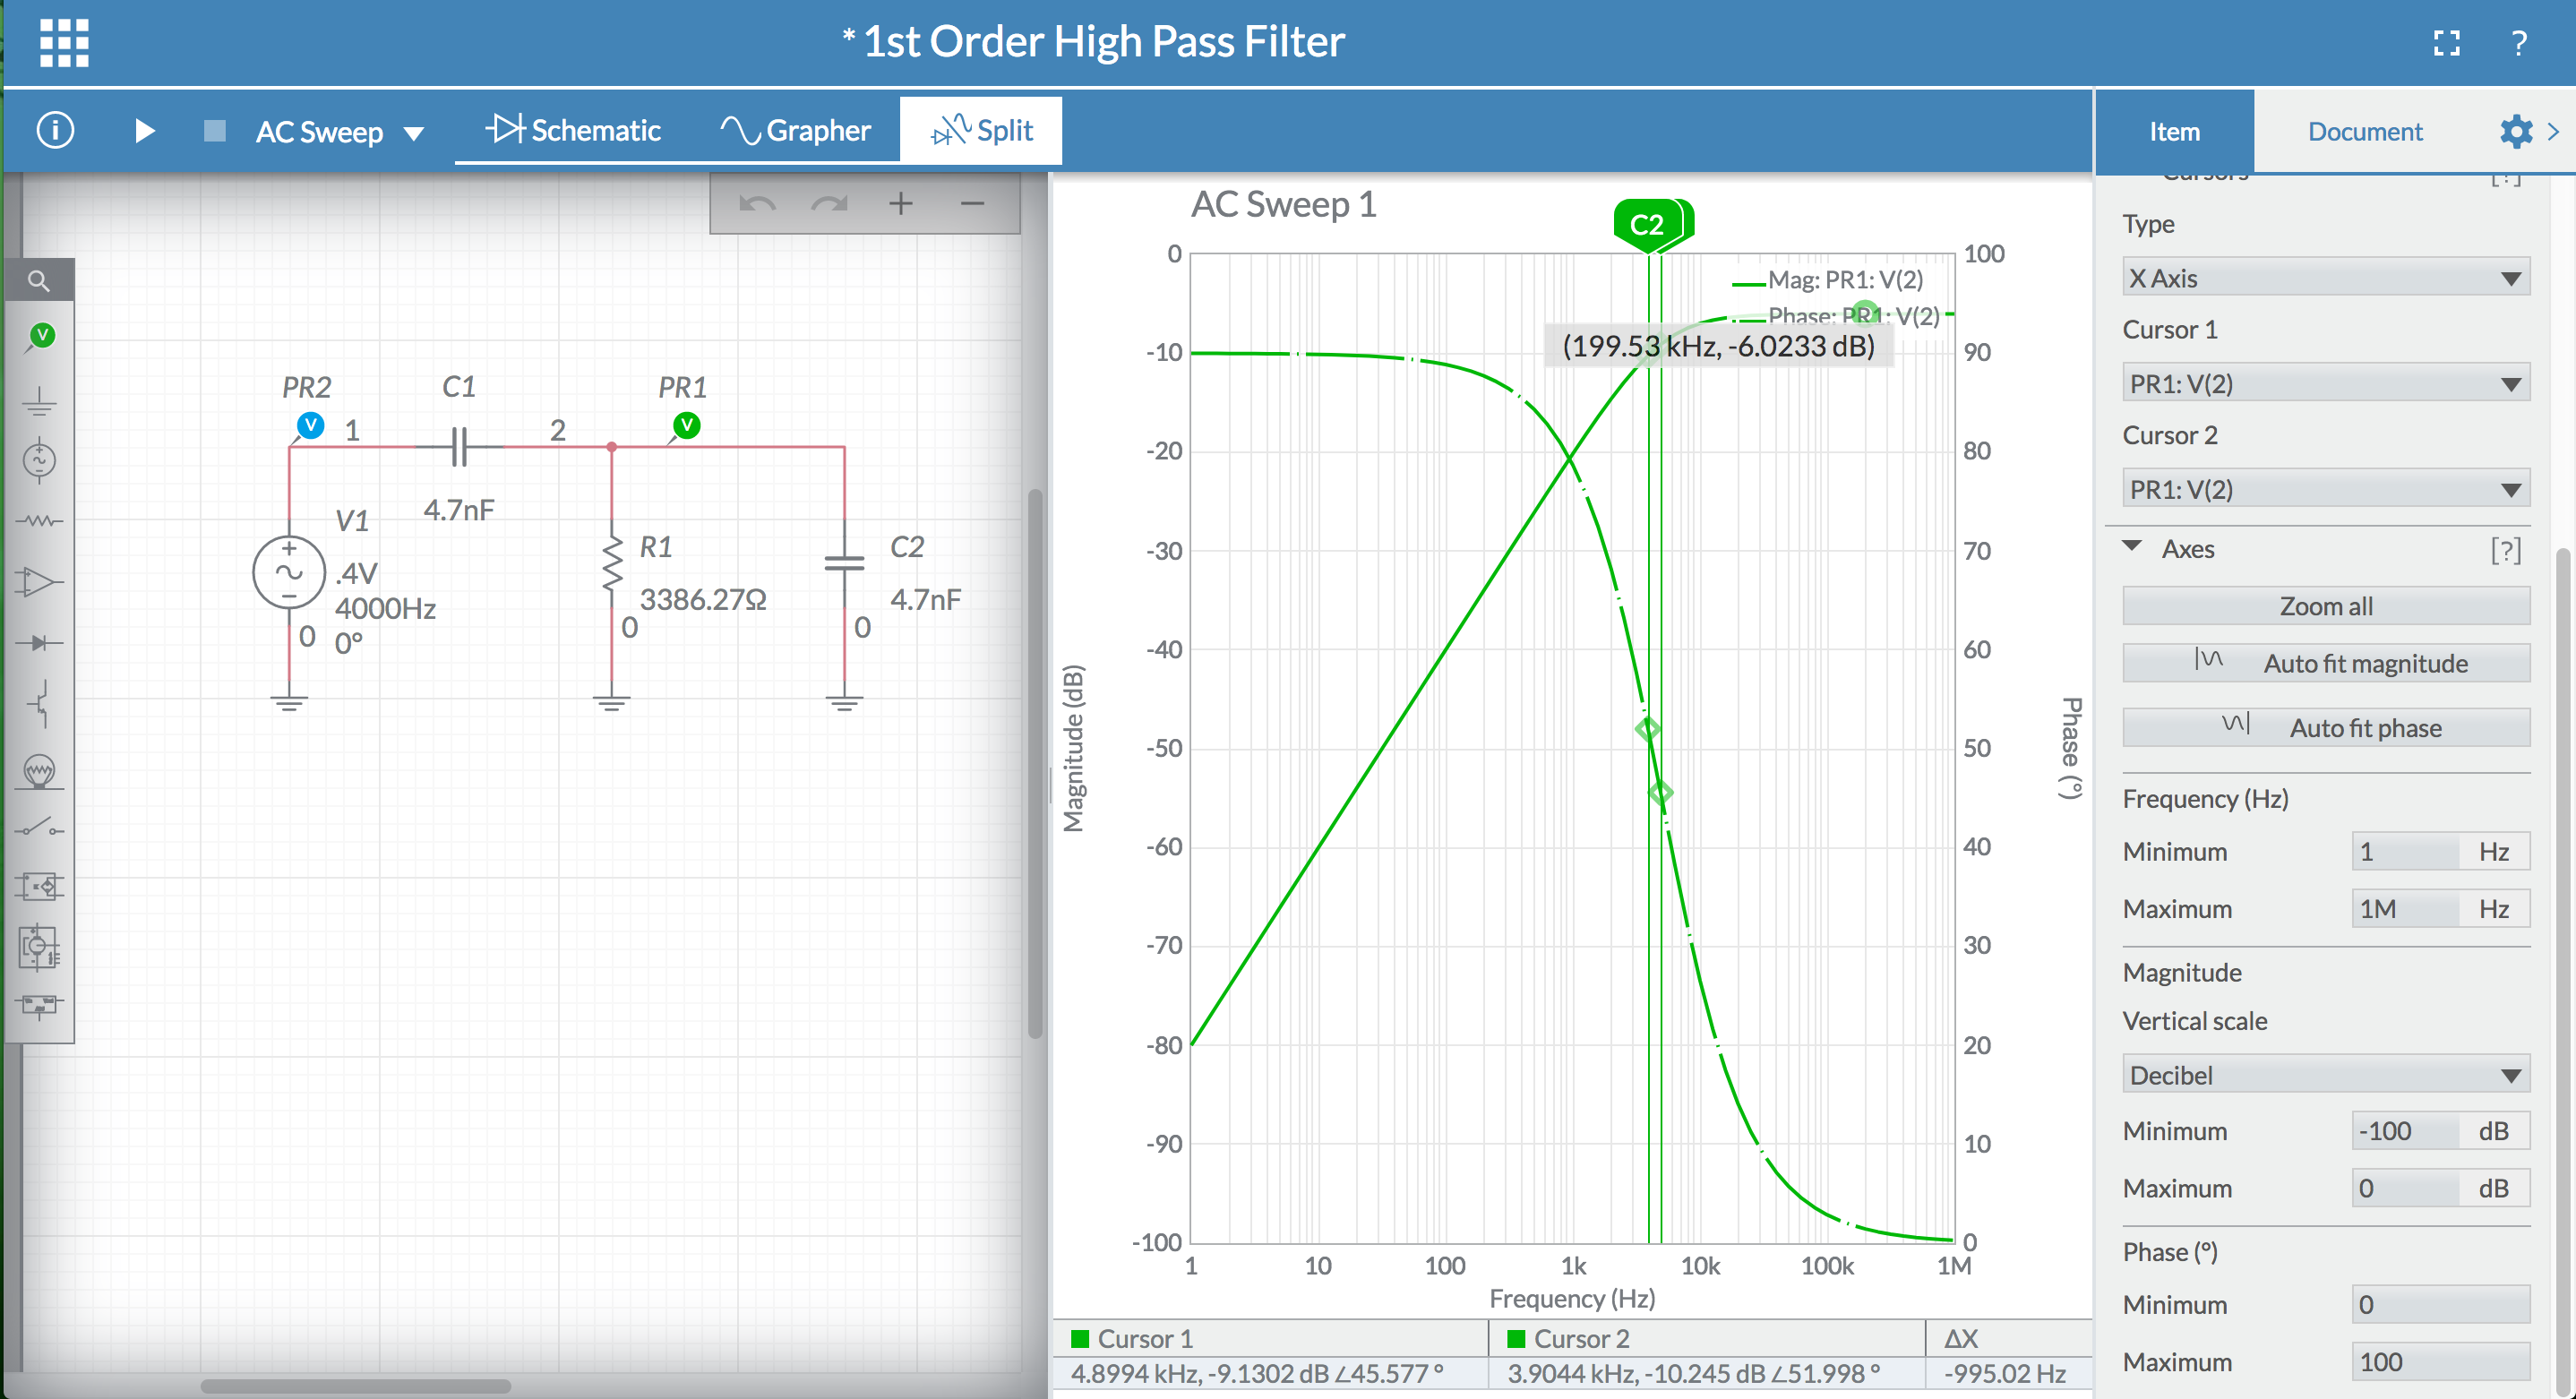 * 1st Order High Pass Filter
?
i
AC Sweep
Schematic
Grapher
Split
Item
Document
PR2
C1
PR1
V
1
2
V
4.7nF
V1
.4V
4000Hz
0°
0
R1
3386.27Ω
0
C2
4.7nF
0
V
AC Sweep 1
C2
Mag: PR1: V(2)
Phase: PR1: V(2)
(199.53 kHz, -6.0233 dB)
0
-10
-20
-30
-40
-50
-60
-70
-80
-90
-100
Magnitude (dB)
100
90
80
70
60
50
40
30
20
10
0
Phase (°)
1
10
100
1k
10k
100k
1M
Frequency (Hz)
Cursor 1
Cursor 2
ΔX
4.8994 kHz, -9.1302 dB ∠45.577 °
3.9044 kHz, -10.245 dB ∠51.998 °
-995.02 Hz
Cursors
[?]
Type
X Axis
Cursor 1
PR1: V(2)
Cursor 2
PR1: V(2)
Axes
[?]
Zoom all
Auto fit magnitude
Auto fit phase
Frequency (Hz)
Minimum
1 Hz
Maximum
1M Hz
Magnitude
Vertical scale
Decibel
Minimum
-100 dB
Maximum
0 dB
Phase (°)
Minimum
0
Maximum
100